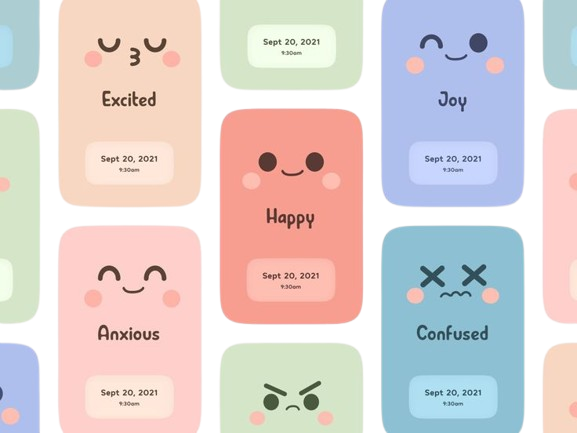 Excited
Sept 20, 2021
9:30am
Anxious
Sept 20, 2021
9:30am
Sept 20, 2021
9:30am
Happy
Sept 20, 2021
9:30am
Joy
Sept 20, 2021
9:30am
Confused
Sept 20, 2021
9:30am